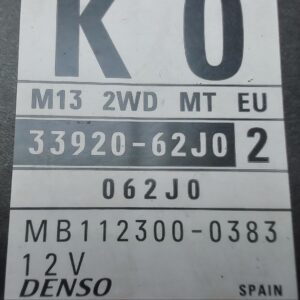 K 0
M13 2WD MT EU
33920-62J0 2
062J0
MB112300-0383
12V
DENSO SPAIN